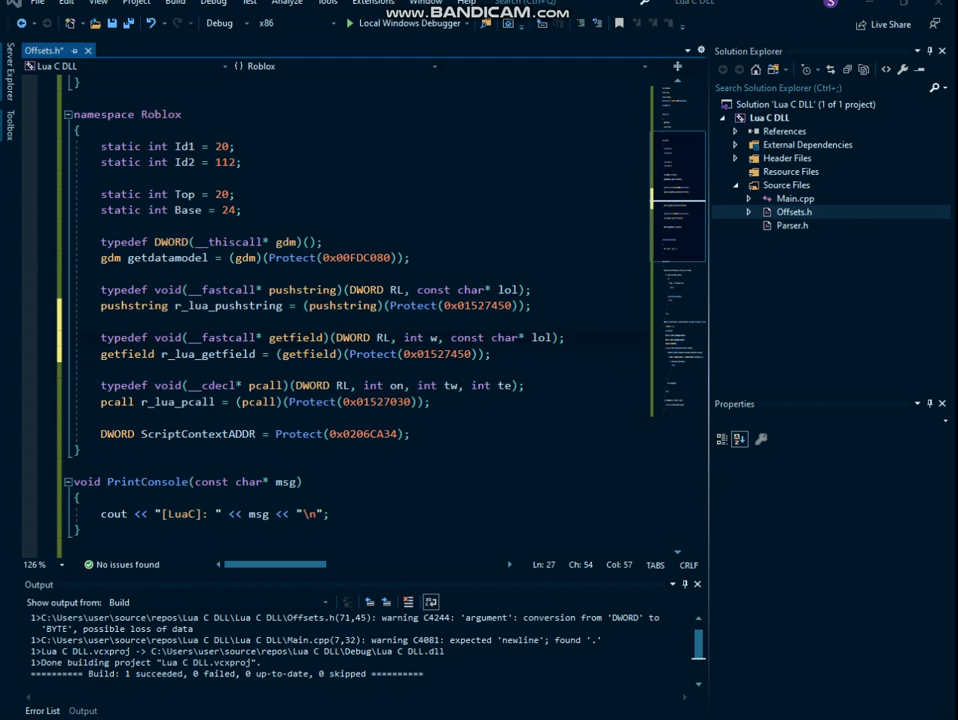 File Edit View Project Build Debug Test Analyze Tools Extensions Window Help Search (Ctrl+Q) Lua C DLL S
www.BANDICAM.com
Debug x86 Local Windows Debugger Live Share
Server Explorer
Toolbox
Offsets.h*
Lua C DLL {} Roblox
}
namespace Roblox
{
static int Id1 = 20;
static int Id2 = 112;
static int Top = 20;
static int Base = 24;
typedef DWORD(__thiscall* gdm)();
gdm getdatamodel = (gdm)(Protect(0x00FDC080));
typedef void(__fastcall* pushstring)(DWORD RL, const char* lol);
pushstring r_lua_pushstring = (pushstring)(Protect(0x01527450));
typedef void(__fastcall* getfield)(DWORD RL, int w, const char* lol);
getfield r_lua_getfield = (getfield)(Protect(0x01527450));
typedef void(__cdecl* pcall)(DWORD RL, int on, int tw, int te);
pcall r_lua_pcall = (pcall)(Protect(0x01527030));
DWORD ScriptContextADDR = Protect(0x0206CA34);
}
void PrintConsole(const char* msg)
{
cout << "[LuaC]: " << msg << "\n";
}
126 % No issues found Ln: 27 Ch: 54 Col: 57 TABS CRLF
Output
Show output from: Build
1>C:\Users\user\source\repos\Lua C DLL\Lua C DLL\Offsets.h(71,45): warning C4244: 'argument': conversion from 'DWORD' to
'BYTE', possible loss of data
1>C:\Users\user\source\repos\Lua C DLL\Lua C DLL\Main.cpp(7,32): warning C4081: expected 'newline'; found '.'
1>Lua C DLL.vcxproj -> C:\Users\user\source\repos\Lua C DLL\Debug\Lua C DLL.dll
1>Done building project "Lua C DLL.vcxproj".
========== Build: 1 succeeded, 0 failed, 0 up-to-date, 0 skipped ==========
Error List Output
Solution Explorer
Search Solution Explorer (Ctrl+;)
Solution 'Lua C DLL' (1 of 1 project)
Lua C DLL
References
External Dependencies
Header Files
Resource Files
Source Files
Main.cpp
Offsets.h
Parser.h
Properties